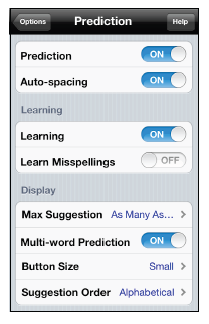 Options Prediction Help
Prediction ON
Auto-spacing ON
Learning
Learning ON
Learn Misspellings OFF
Display
Max Suggestion As Many As...
Multi-word Prediction ON
Button Size Small
Suggestion Order Alphabetical